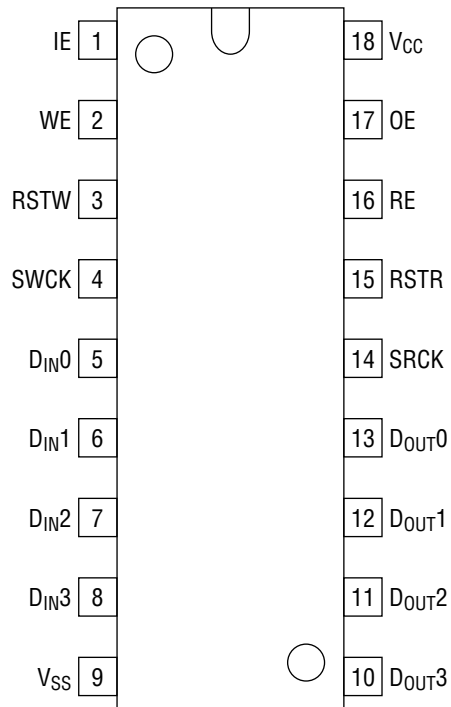 IE 1 18 VCC
WE 2 17 OE
RSTW 3 16 RE
SWCK 4 15 RSTR
DIN0 5 14 SRCK
DIN1 6 13 DOUT0
DIN2 7 12 DOUT1
DIN3 8 11 DOUT2
VSS 9 10 DOUT3